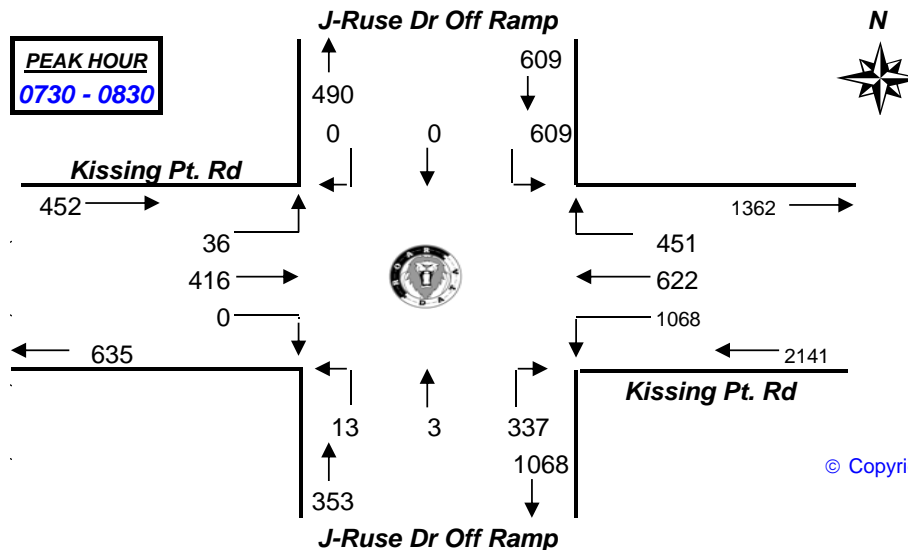 J-Ruse Dr Off Ramp
N
PEAK HOUR
0730 - 0830
609
490
0 0 609
Kissing Pt. Rd
452
1362
36
451
ROAR DATA
416
622
0
1068
635
2141
Kissing Pt. Rd
13 3 337
1068
© Copyri
353
J-Ruse Dr Off Ramp